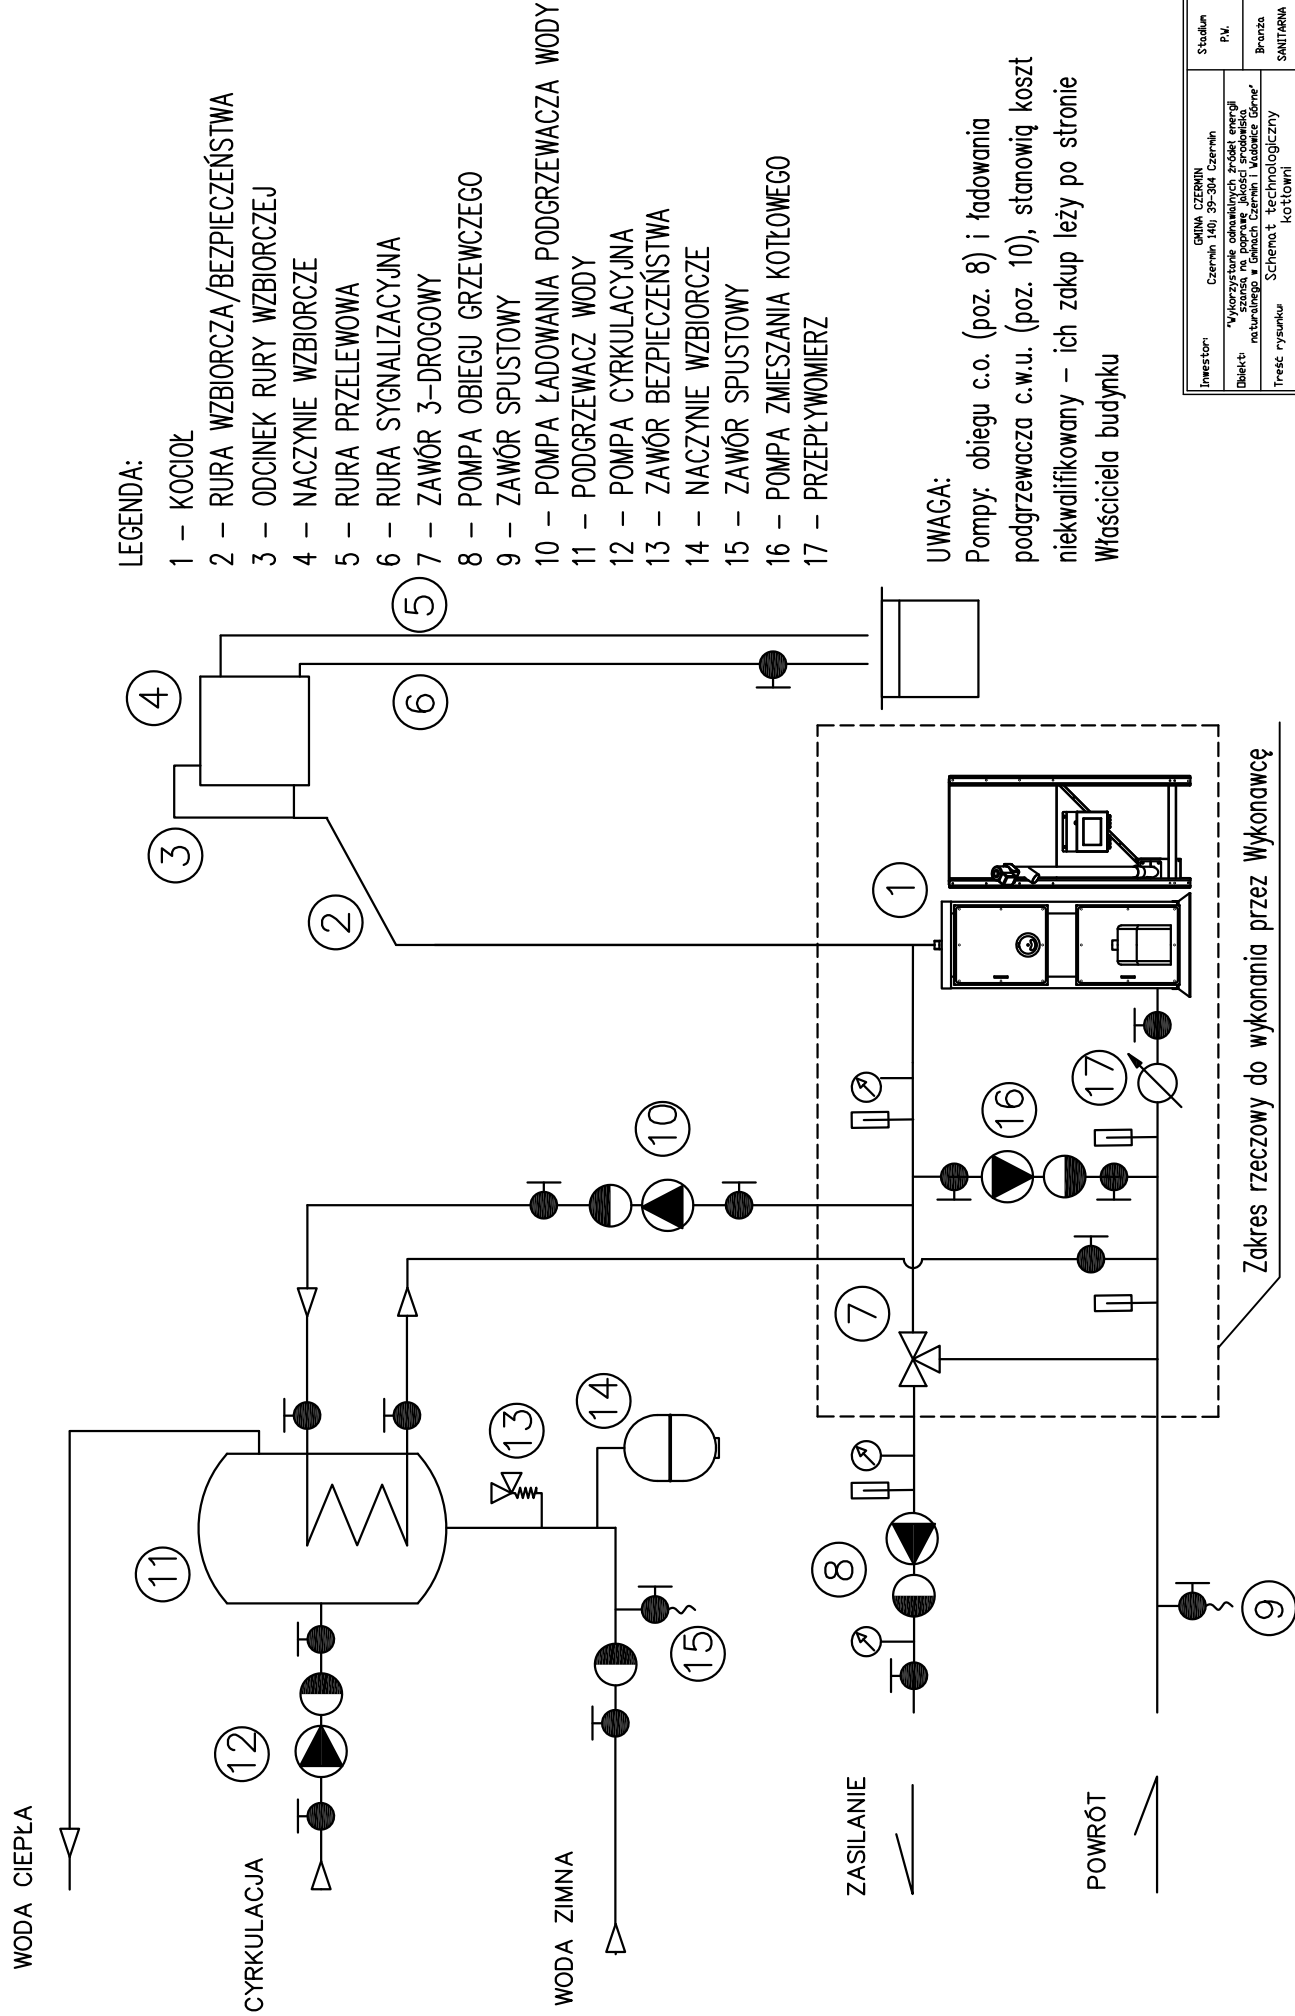 WODA CIEPŁA
CYRKULACJA
WODA ZIMNA
ZASILANIE
POWRÓT
12
11
15
13
14
8
9
7
10
16
17
1
2
3
4
5
6
Zakres rzeczowy do wykonania przez Wykonawcę
LEGENDA:
1 – KOCIOŁ
2 – RURA WZBIORCZA/BEZPIECZEŃSTWA
3 – ODCINEK RURY WZBIORCZEJ
4 – NACZYNIE WZBIORCZE
5 – RURA PRZELEWOWA
6 – RURA SYGNALIZACYJNA
7 – ZAWÓR 3–DROGOWY
8 – POMPA OBIEGU GRZEWCZEGO
9 – ZAWÓR SPUSTOWY
10 – POMPA ŁADOWANIA PODGRZEWACZA WODY
11 – PODGRZEWACZ WODY
12 – POMPA CYRKULACYJNA
13 – ZAWÓR BEZPIECZEŃSTWA
14 – NACZYNIE WZBIORCZE
15 – ZAWÓR SPUSTOWY
16 – POMPA ZMIESZANIA KOTŁOWEGO
17 – PRZEPŁYWOMIERZ
UWAGA:
Pompy: obiegu c.o. (poz. 8) i ładowania
podgrzewacza c.w.u. (poz. 10), stanowią koszt
niekwalifikowany – ich zakup leży po stronie
Właściciela budynku
Inwestor:
GMINA CZERMIN
Czermin 140; 39-304 Czermin
Stadium
P.W.
Obiekt:
"Wykorzystanie odnawialnych źródeł energii
szansą na poprawę jakości środowiska
naturalnego w Gminach Czermin i Wadowice Górne"
Branża
SANITARNA
Treść rysunku:
Schemat technologiczny
kotłowni